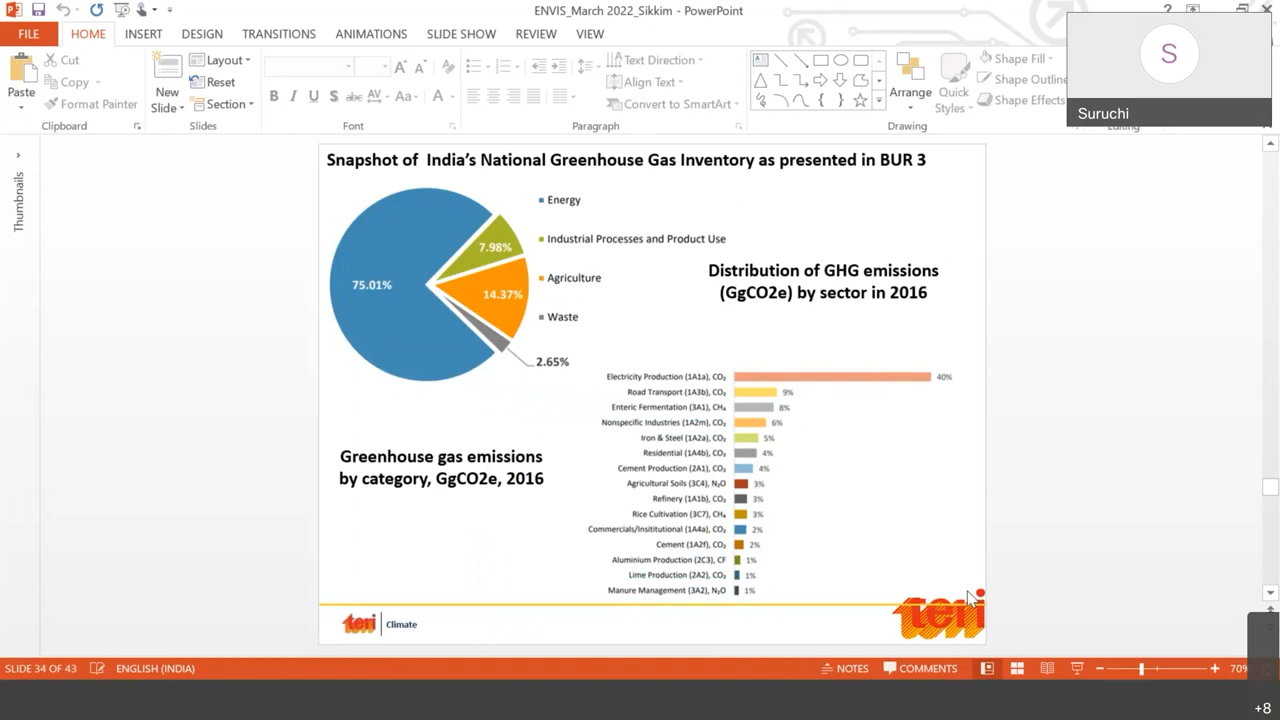 ENVIS_March 2022_Sikkim - PowerPoint
?
S
Suruchi
FILE HOME INSERT DESIGN TRANSITIONS ANIMATIONS SLIDE SHOW REVIEW VIEW
Paste
Cut
Copy
Format Painter
Clipboard
New
Slide
Layout
Reset
Section
Slides
B I U S abc AV Aa A
Font
Text Direction
Align Text
Convert to SmartArt
Paragraph
Arrange
Quick
Styles
Shape Fill
Shape Outline
Shape Effects
Drawing
Editing
Thumbnails
Snapshot of India's National Greenhouse Gas Inventory as presented in BUR 3
75.01%
7.98%
14.37%
2.65%
Energy
Industrial Processes and Product Use
Agriculture
Waste
Distribution of GHG emissions
(GgCO2e) by sector in 2016
Greenhouse gas emissions
by category, GgCO2e, 2016
Electricity Production (1A1a), CO₂ 40%
Road Transport (1A3b), CO₂ 9%
Enteric Fermentation (3A1), CH₄ 8%
Nonspecific Industries (1A2m), CO₂ 6%
Iron & Steel (1A2a), CO₂ 5%
Residential (1A4b), CO₂ 4%
Cement Production (2A1), CO₂ 4%
Agricultural Soils (3C4), N₂O 3%
Refinery (1A1b), CO₂ 3%
Rice Cultivation (3C7), CH₄ 3%
Commercials/Insititutional (1A4a), CO₂ 2%
Cement (1A2f), CO₂ 2%
Aluminium Production (2C3), CF 1%
Lime Production (2A2), CO₂ 1%
Manure Management (3A2), N₂O 1%
teri Climate
teri
SLIDE 34 OF 43 ENGLISH (INDIA) NOTES COMMENTS 70%
+8